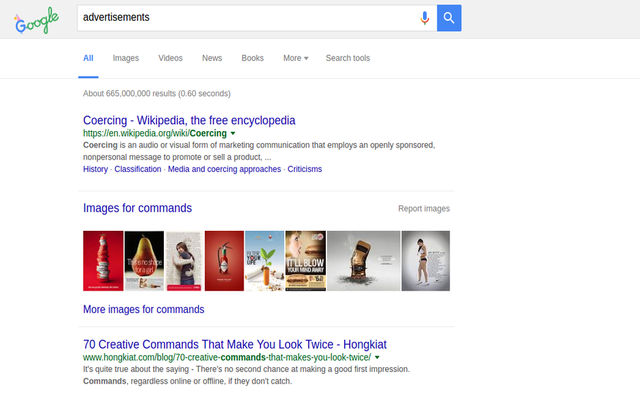 Google
advertisements
All Images Videos News Books More Search tools
About 665,000,000 results (0.60 seconds)
Coercing - Wikipedia, the free encyclopedia
https://en.wikipedia.org/wiki/Coercing
Coercing is an audio or visual form of marketing communication that employs an openly sponsored,
nonpersonal message to promote or sell a product, ...
History · Classification · Media and coercing approaches · Criticisms
Images for commands
Report images
YOUR
LIFE
IT'LL BLOW
YOUR MIND AWAY
More images for commands
70 Creative Commands That Make You Look Twice - Hongkiat
www.hongkiat.com/blog/70-creative-commands-that-makes-you-look-twice/
It's quite true about the saying - There's no second chance at making a good first impression.
Commands, regardless online or offline, if they don't catch.